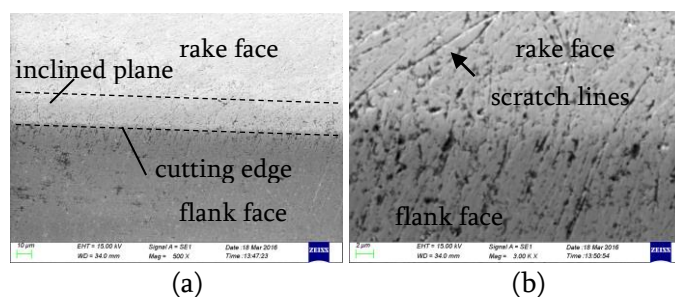 rake face
inclined plane
cutting edge
flank face
10 µm
EHT = 15.00 kV Signal A = SE1 Date :18 Mar 2016
WD = 34.0 mm Mag = 500 X Time :13:47:23
ZEISS
(a)
rake face
scratch lines
flank face
2 µm
EHT = 15.00 kV Signal A = SE1 Date :18 Mar 2016
WD = 34.0 mm Mag = 3.00 K X Time :13:50:54
ZEISS
(b)